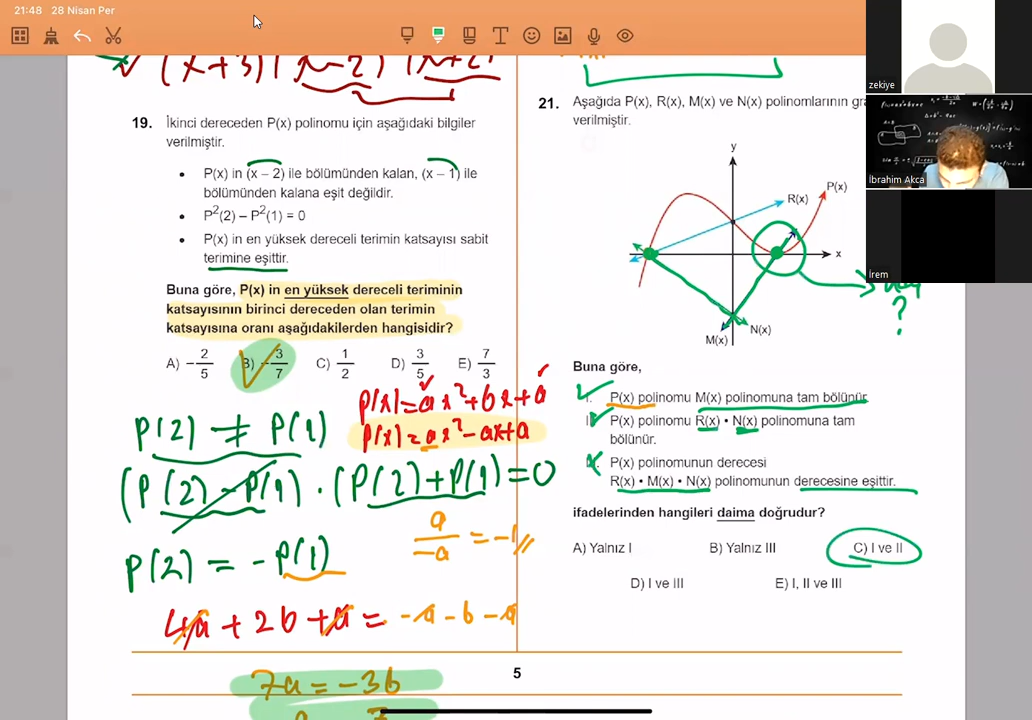 21:48 28 Nisan Per
(x+3)(x-2)(x+2)
19. İkinci dereceden P(x) polinomu için aşağıdaki bilgiler
verilmiştir.
• P(x) in (x – 2) ile bölümünden kalan, (x – 1) ile
bölümünden kalana eşit değildir.
• P²(2) – P²(1) = 0
• P(x) in en yüksek dereceli terimin katsayısı sabit
terimine eşittir.
Buna göre, P(x) in en yüksek dereceli teriminin
katsayısının birinci dereceden olan terimin
katsayısına oranı aşağıdakilerden hangisidir?
A) -2/5 B) -3/7 C) 1/2 D) 3/5 E) 7/3
P(x)=ax²+bx+a
P(x)=ax²-ax+a
P(2) ≠ P(1)
(P(2)-P(1)).(P(2)+P(1))=0
a/-a = -1
P(2) = -P(1)
4a + 2b + a = -a - b - a
7a = -3b
21. Aşağıda P(x), R(x), M(x) ve N(x) polinomlarının
verilmiştir.
y
P(x)
R(x)
x
N(x)
M(x)
?
Buna göre,
P(x) polinomu M(x) polinomuna tam bölünür.
P(x) polinomu R(x) • N(x) polinomuna tam
bölünür.
P(x) polinomunun derecesi
R(x) • M(x) • N(x) polinomunun derecesine eşittir.
ifadelerinden hangileri daima doğrudur?
A) Yalnız I B) Yalnız III C) I ve II
D) I ve III E) I, II ve III
5
zekiye
İbrahim Akca
İrem